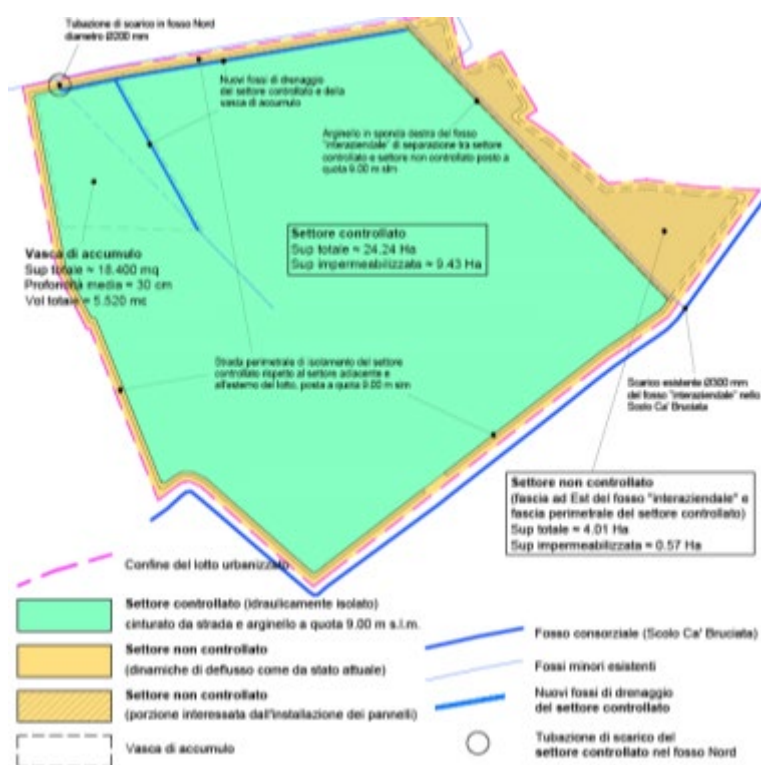 Tubazione di scarico in fosso Nord
diametro Ø200 mm
Nuovi fossi di drenaggio
del settore controllato e della
vasca di accumulo
Arginello in sponda destra del fosso
"interaziendale" di separazione tra settore
controllato e settore non controllato posto a
quota 9.00 m slm
Settore controllato
Sup totale = 24.24 Ha
Sup impermeabilizzata = 9.43 Ha
Vasca di accumulo
Sup totale = 18.400 mq
Profondità media = 30 cm
Vol totale = 5.520 mc
Strada perimetrale di isolamento del settore
controllato rispetto al settore adiacente e
all'esterno del lotto, posta a quota 9.00 m slm
Scarico esistente Ø300 mm
del fosso "interaziendale" nello
Scolo Ca' Bruciata
Settore non controllato
(fascia ad Est del fosso "interaziendale" e
fascia perimetrale del settore controllato)
Sup totale = 4.01 Ha
Sup impermeabilizzata = 0.57 Ha
Confine del lotto urbanizzato
Settore controllato (idraulicamente isolato)
cinturato da strada e arginello a quota 9.00 m s.l.m.
Settore non controllato
(dinamiche di deflusso come da stato attuale)
Settore non controllato
(porzione interessata dall'installazione dei pannelli)
Vasca di accumulo
Fosso consorziale (Scolo Ca' Bruciata)
Fossi minori esistenti
Nuovi fossi di drenaggio
del settore controllato
Tubazione di scarico del
settore controllato nel fosso Nord